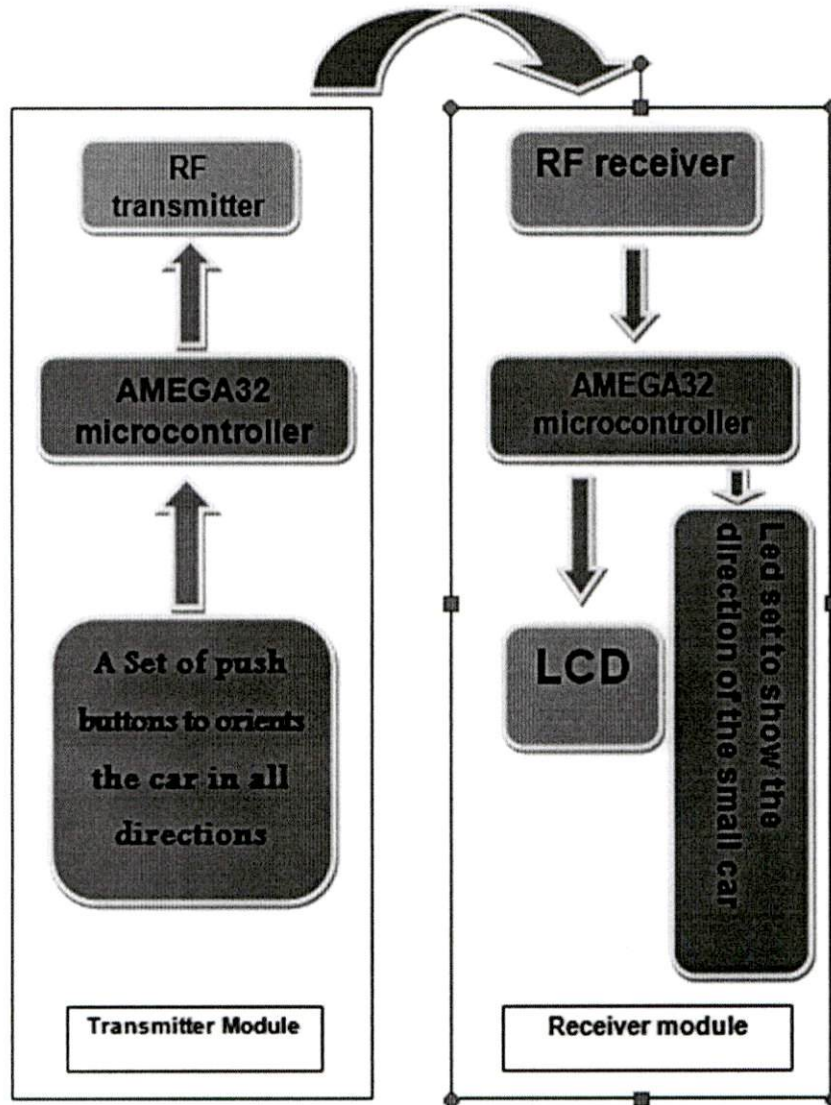 RF
transmitter
AMEGA32
microcontroller
A Set of push
buttons to orients
the car in all
directions
Transmitter Module
RF receiver
AMEGA32
microcontroller
LCD
Led set to show the
direction of the small car
Receiver module